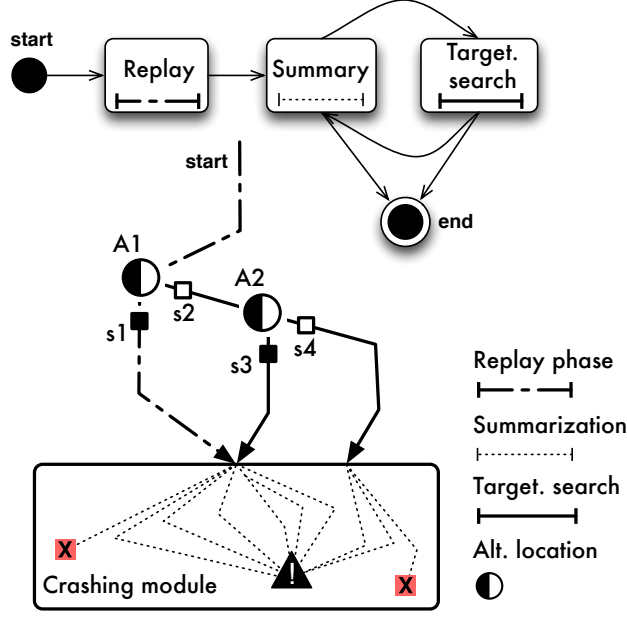 start
Replay
Summary
Target.
search
start
end
A1
A2
s2
s1
s4
s3
Replay phase
Summarization
Target. search
Alt. location
X
!
X
Crashing module